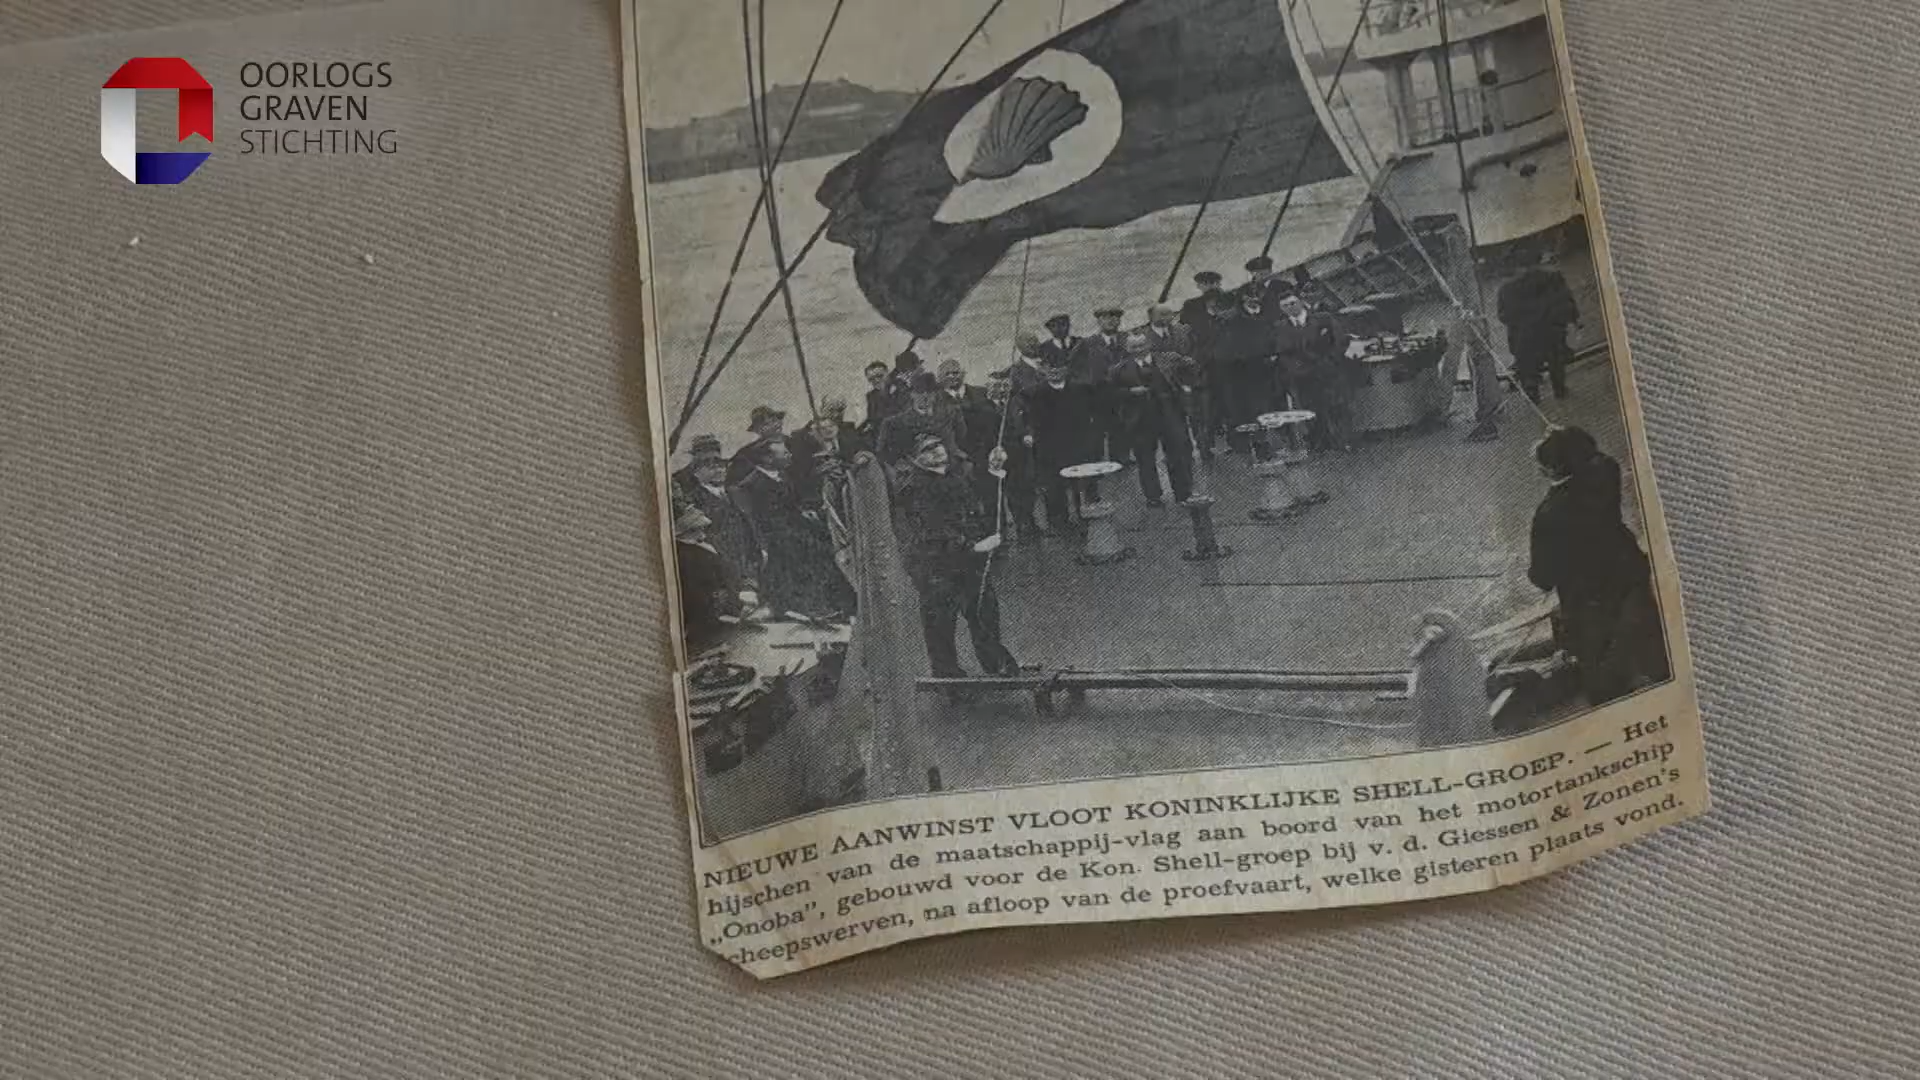 OORLOGS
GRAVEN
STICHTING
NIEUWE AANWINST VLOOT KONINKLIJKE SHELL-GROEP. — Het
hijschen van de maatschappij-vlag aan boord van het motortankschip
„Onoba”, gebouwd voor de Kon. Shell-groep bij v. d. Giessen & Zonen's
cheepswerven, na afloop van de proefvaart, welke gisteren plaats vond.